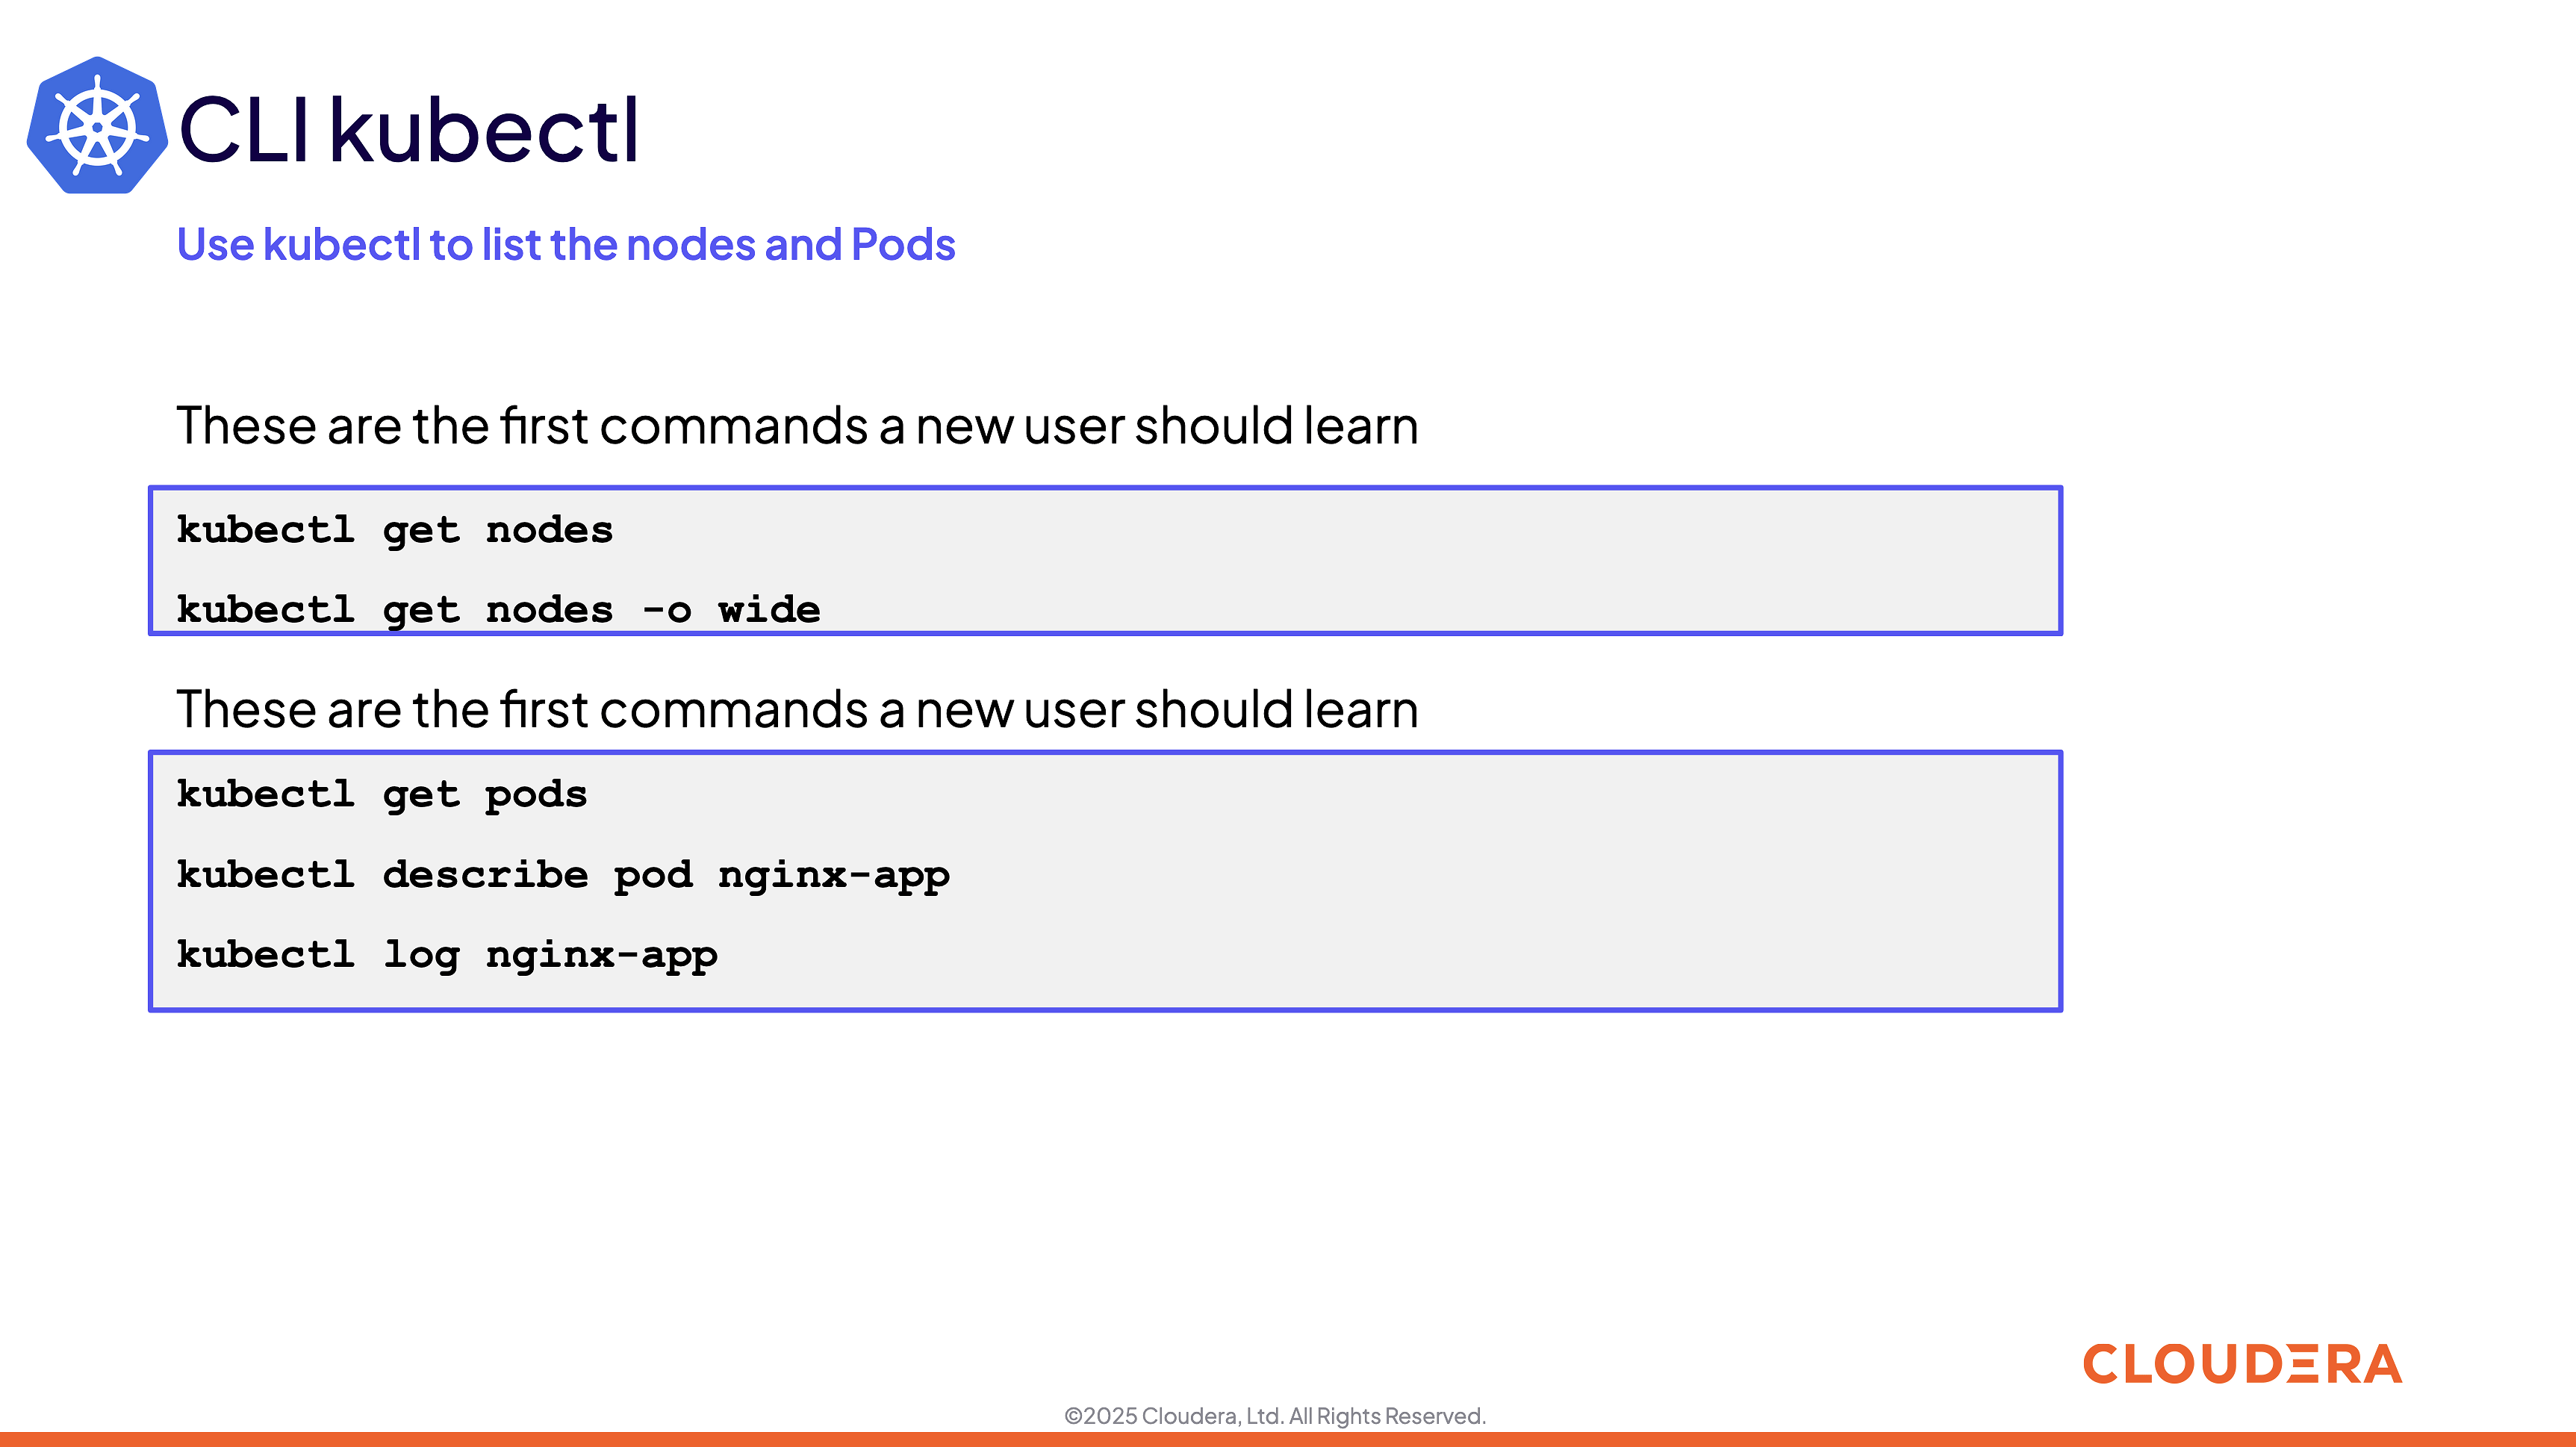 CLI kubectl
Use kubectl to list the nodes and Pods
These are the first commands a new user should learn
kubectl get nodes
kubectl get nodes -o wide
These are the first commands a new user should learn
kubectl get pods
kubectl describe pod nginx-app
kubectl log nginx-app
CLOUDERA
©2025 Cloudera, Ltd. All Rights Reserved.